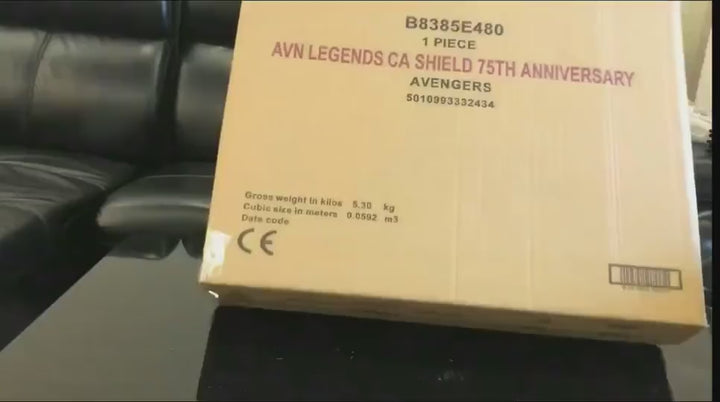 B8385E480
1 PIECE
AVN LEGENDS CA SHIELD 75TH ANNIVERSARY
AVENGERS
5010993332434
Gross weight in kilos 5.30 kg
Cubic size in meters 0.0592 m3
Date code
CE